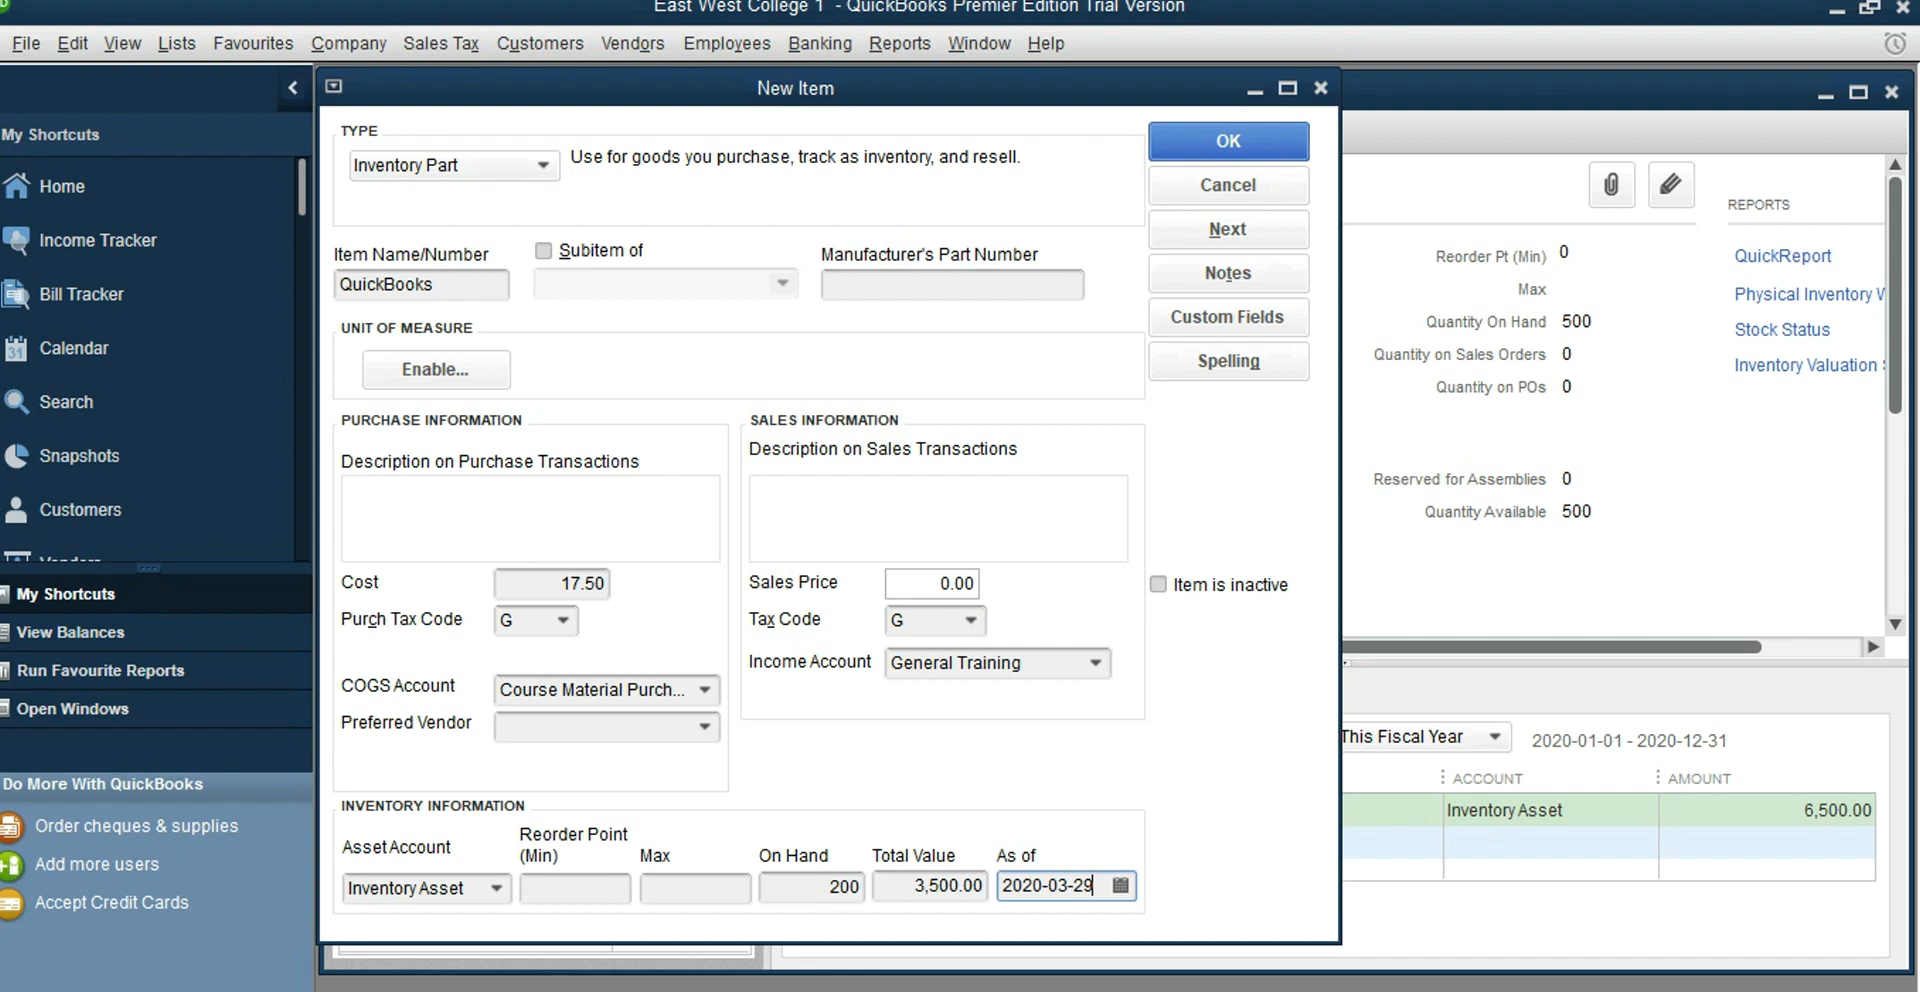 East West College 1 - QuickBooks Premier Edition Trial Version
File Edit View Lists Favourites Company Sales Tax Customers Vendors Employees Banking Reports Window Help
New Item
My Shortcuts
Home
Income Tracker
Bill Tracker
Calendar
31
Search
Snapshots
Customers
My Shortcuts
View Balances
Run Favourite Reports
Open Windows
Do More With QuickBooks
Order cheques & supplies
Add more users
Accept Credit Cards
TYPE
Inventory Part
Use for goods you purchase, track as inventory, and resell.
OK
Cancel
Next
Notes
Custom Fields
Spelling
Item Name/Number
Subitem of
Manufacturer's Part Number
QuickBooks
UNIT OF MEASURE
Enable...
PURCHASE INFORMATION
Description on Purchase Transactions
Cost 17.50
Purch Tax Code G
COGS Account Course Material Purch...
Preferred Vendor
SALES INFORMATION
Description on Sales Transactions
Sales Price 0.00
Tax Code G
Income Account General Training
Item is inactive
INVENTORY INFORMATION
Asset Account Reorder Point (Min) Max On Hand Total Value As of
Inventory Asset 200 3,500.00 2020-03-29
REPORTS
Reorder Pt (Min) 0
Max
Quantity On Hand 500
Quantity on Sales Orders 0
Quantity on POs 0
Reserved for Assemblies 0
Quantity Available 500
QuickReport
Physical Inventory
Stock Status
Inventory Valuation
This Fiscal Year 2020-01-01 - 2020-12-31
ACCOUNT AMOUNT
Inventory Asset 6,500.00